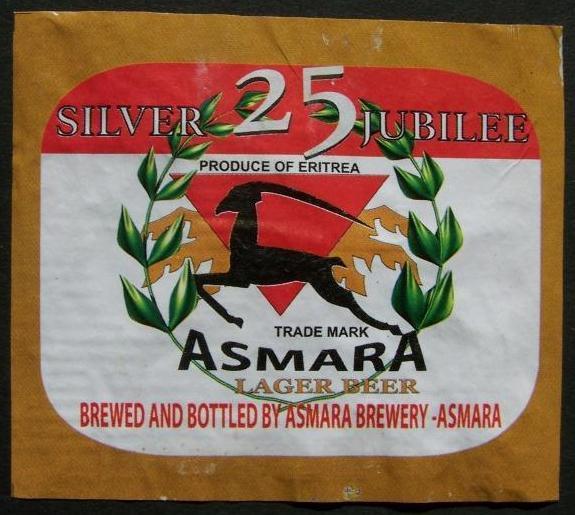 SILVER 25 JUBILEE
PRODUCE OF ERITREA
TRADE MARK
ASMARA
LAGER BEER
BREWED AND BOTTLED BY ASMARA BREWERY -ASMARA